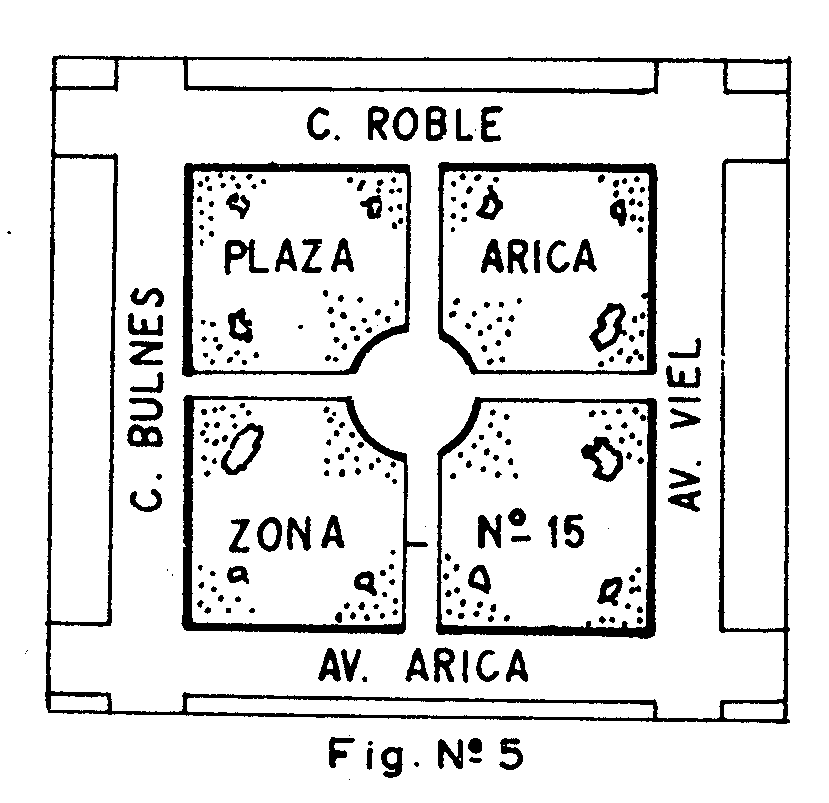 C. ROBLE
PLAZA ARICA
C. BULNES
AV. VIEL
ZONA Nº 15
AV. ARICA
Fig. Nº 5